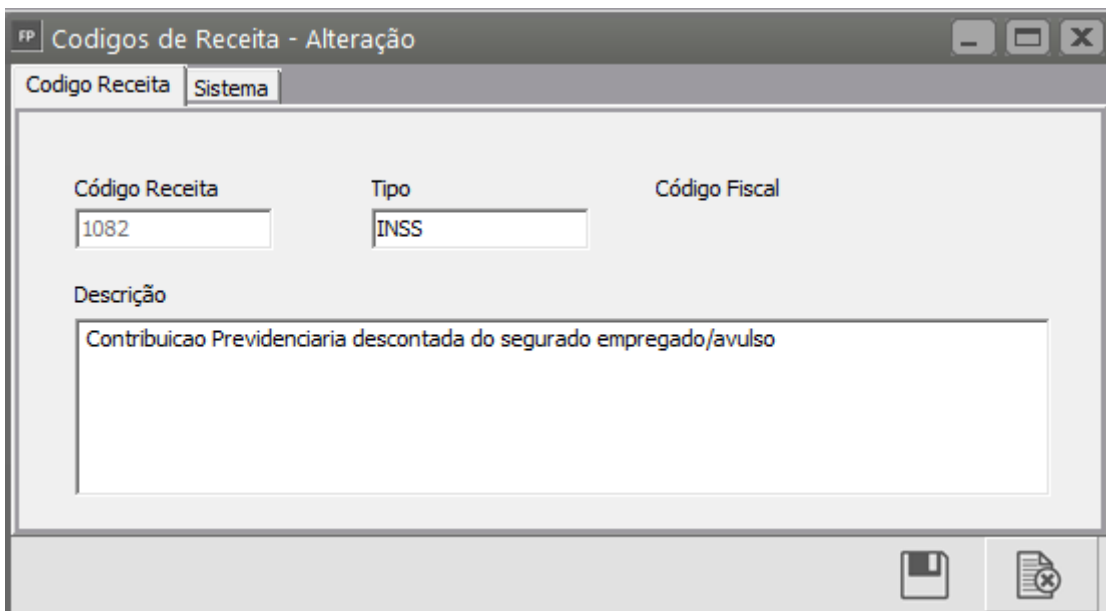 FP Codigos de Receita - Alteração
Codigo Receita Sistema
Código Receita Tipo Código Fiscal
1082 INSS
Descrição
Contribuicao Previdenciaria descontada do segurado empregado/avulso